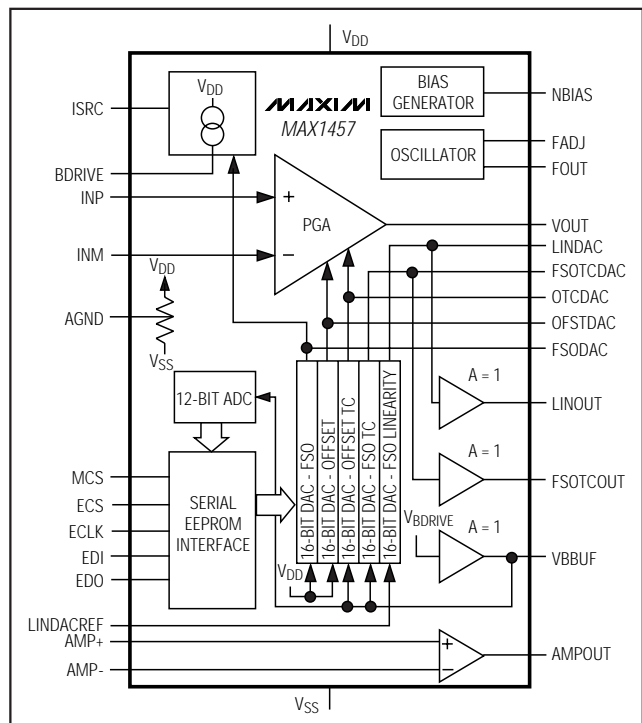 VDD
ISRC
BDRIVE
INP
INM
VDD
AGND
VSS
VDD
MAXIM
MAX1457
BIAS
GENERATOR
NBIAS
OSCILLATOR
FADJ
FOUT
+
PGA
−
VOUT
LINDAC
FSOTCDAC
OTCDAC
OFSTDAC
FSODAC
12-BIT ADC
16-BIT DAC - FSO
16-BIT DAC - OFFSET
16-BIT DAC - OFFSET TC
16-BIT DAC - FSO TC
16-BIT DAC - FSO LINEARITY
A = 1
LINOUT
A = 1
FSOTCOUT
VBDRIVE
A = 1
VBBUF
MCS
ECS
ECLK
EDI
EDO
SERIAL
EEPROM
INTERFACE
VDD
LINDACREF
AMP+
AMP-
+
−
AMPOUT
VSS